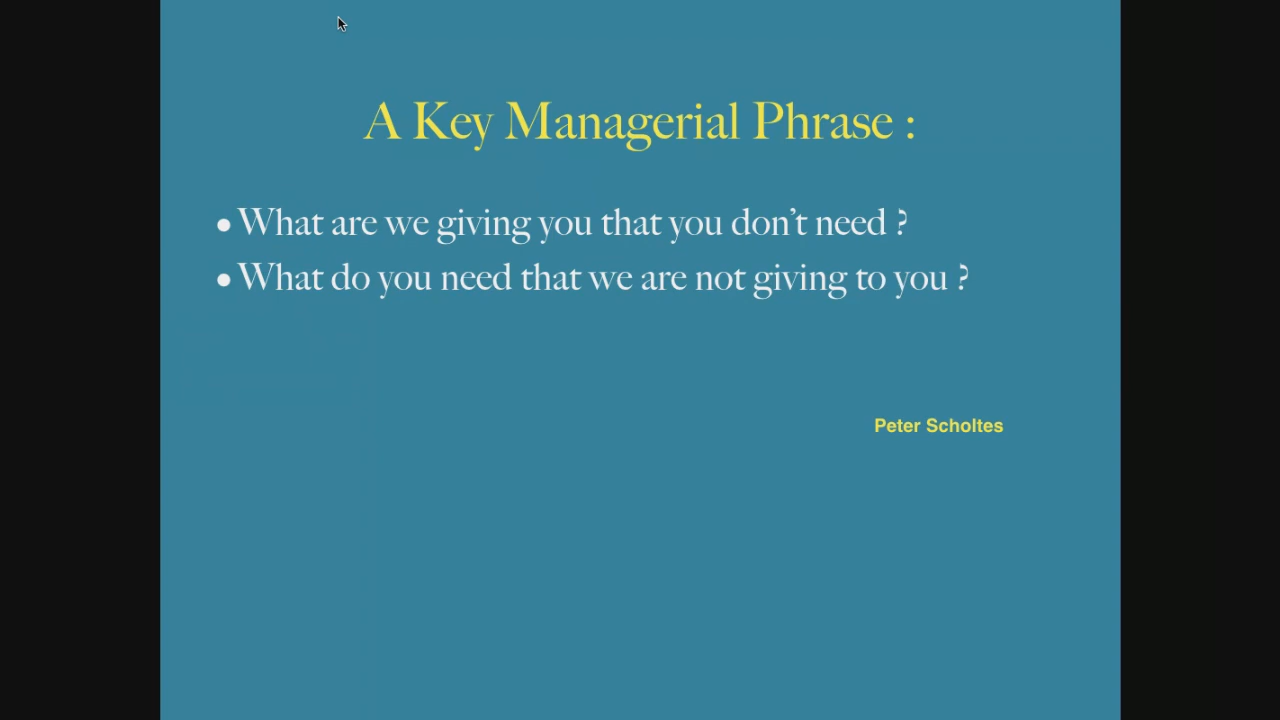 A Key Managerial Phrase :
• What are we giving you that you don't need ?
• What do you need that we are not giving to you ?
Peter Scholtes